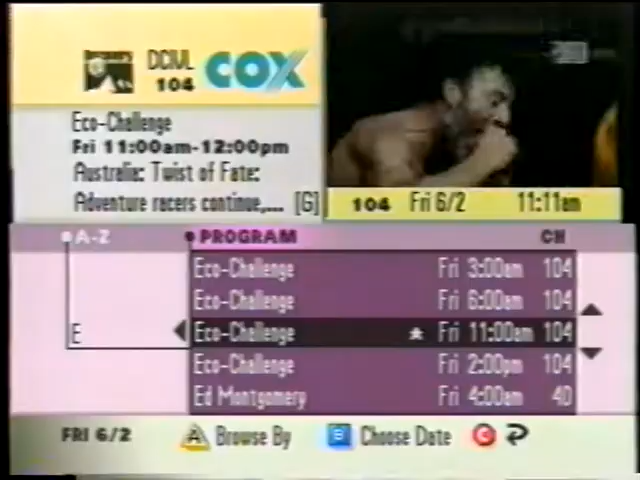 DCIVL
104
COX
Eco-Challenge
Fri 11:00am-12:00pm
Australia: Twist of Fate:
Adventure racers continue,... [G]
104 Fri 6/2 11:11am
A-Z PROGRAM CH
Eco-Challenge Fri 3:00am 104
Eco-Challenge Fri 6:00am 104
E Eco-Challenge ★ Fri 11:00am 104
Eco-Challenge Fri 2:00pm 104
Ed Montgomery Fri 4:00am 40
FRI 6/2 A Browse By B Choose Date C